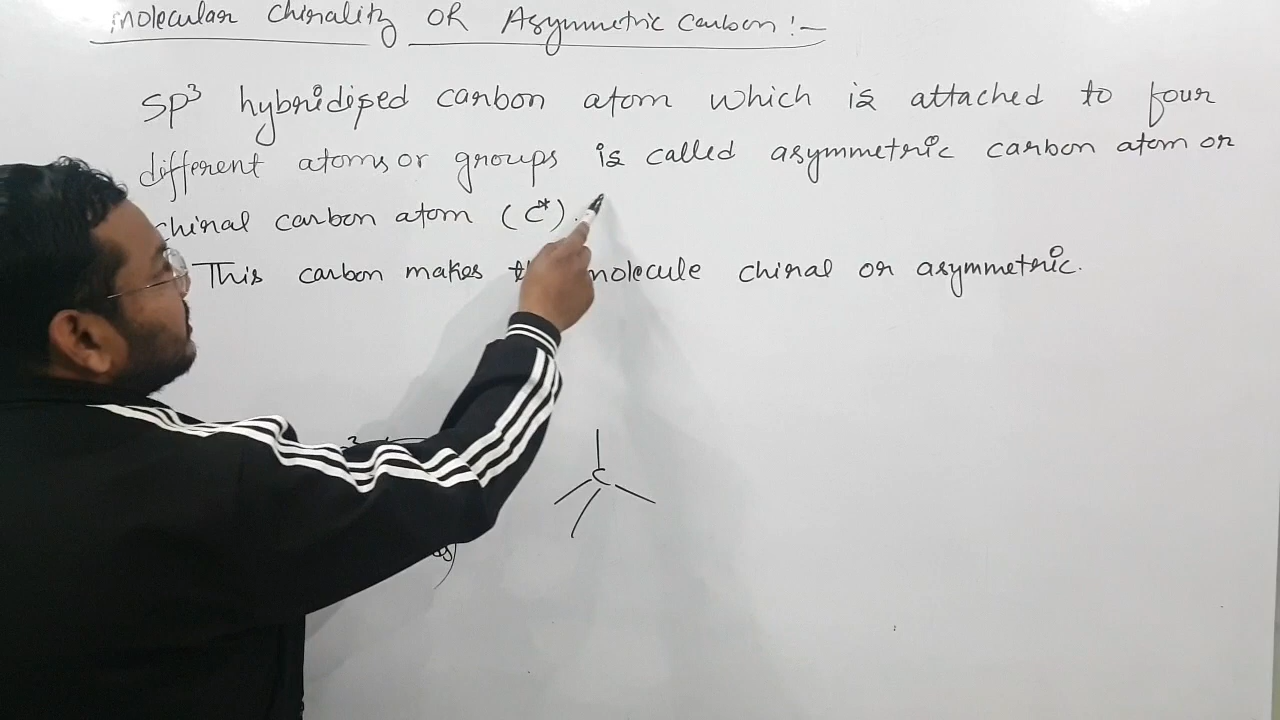 Molecular Chirality OR Asymmetric Carbon :-
SP³ hybridised carbon atom which is attached to four
different atoms or groups is called asymmetric carbon atom or
chiral carbon atom (C*).
This carbon makes molecule chiral or asymmetric.
C